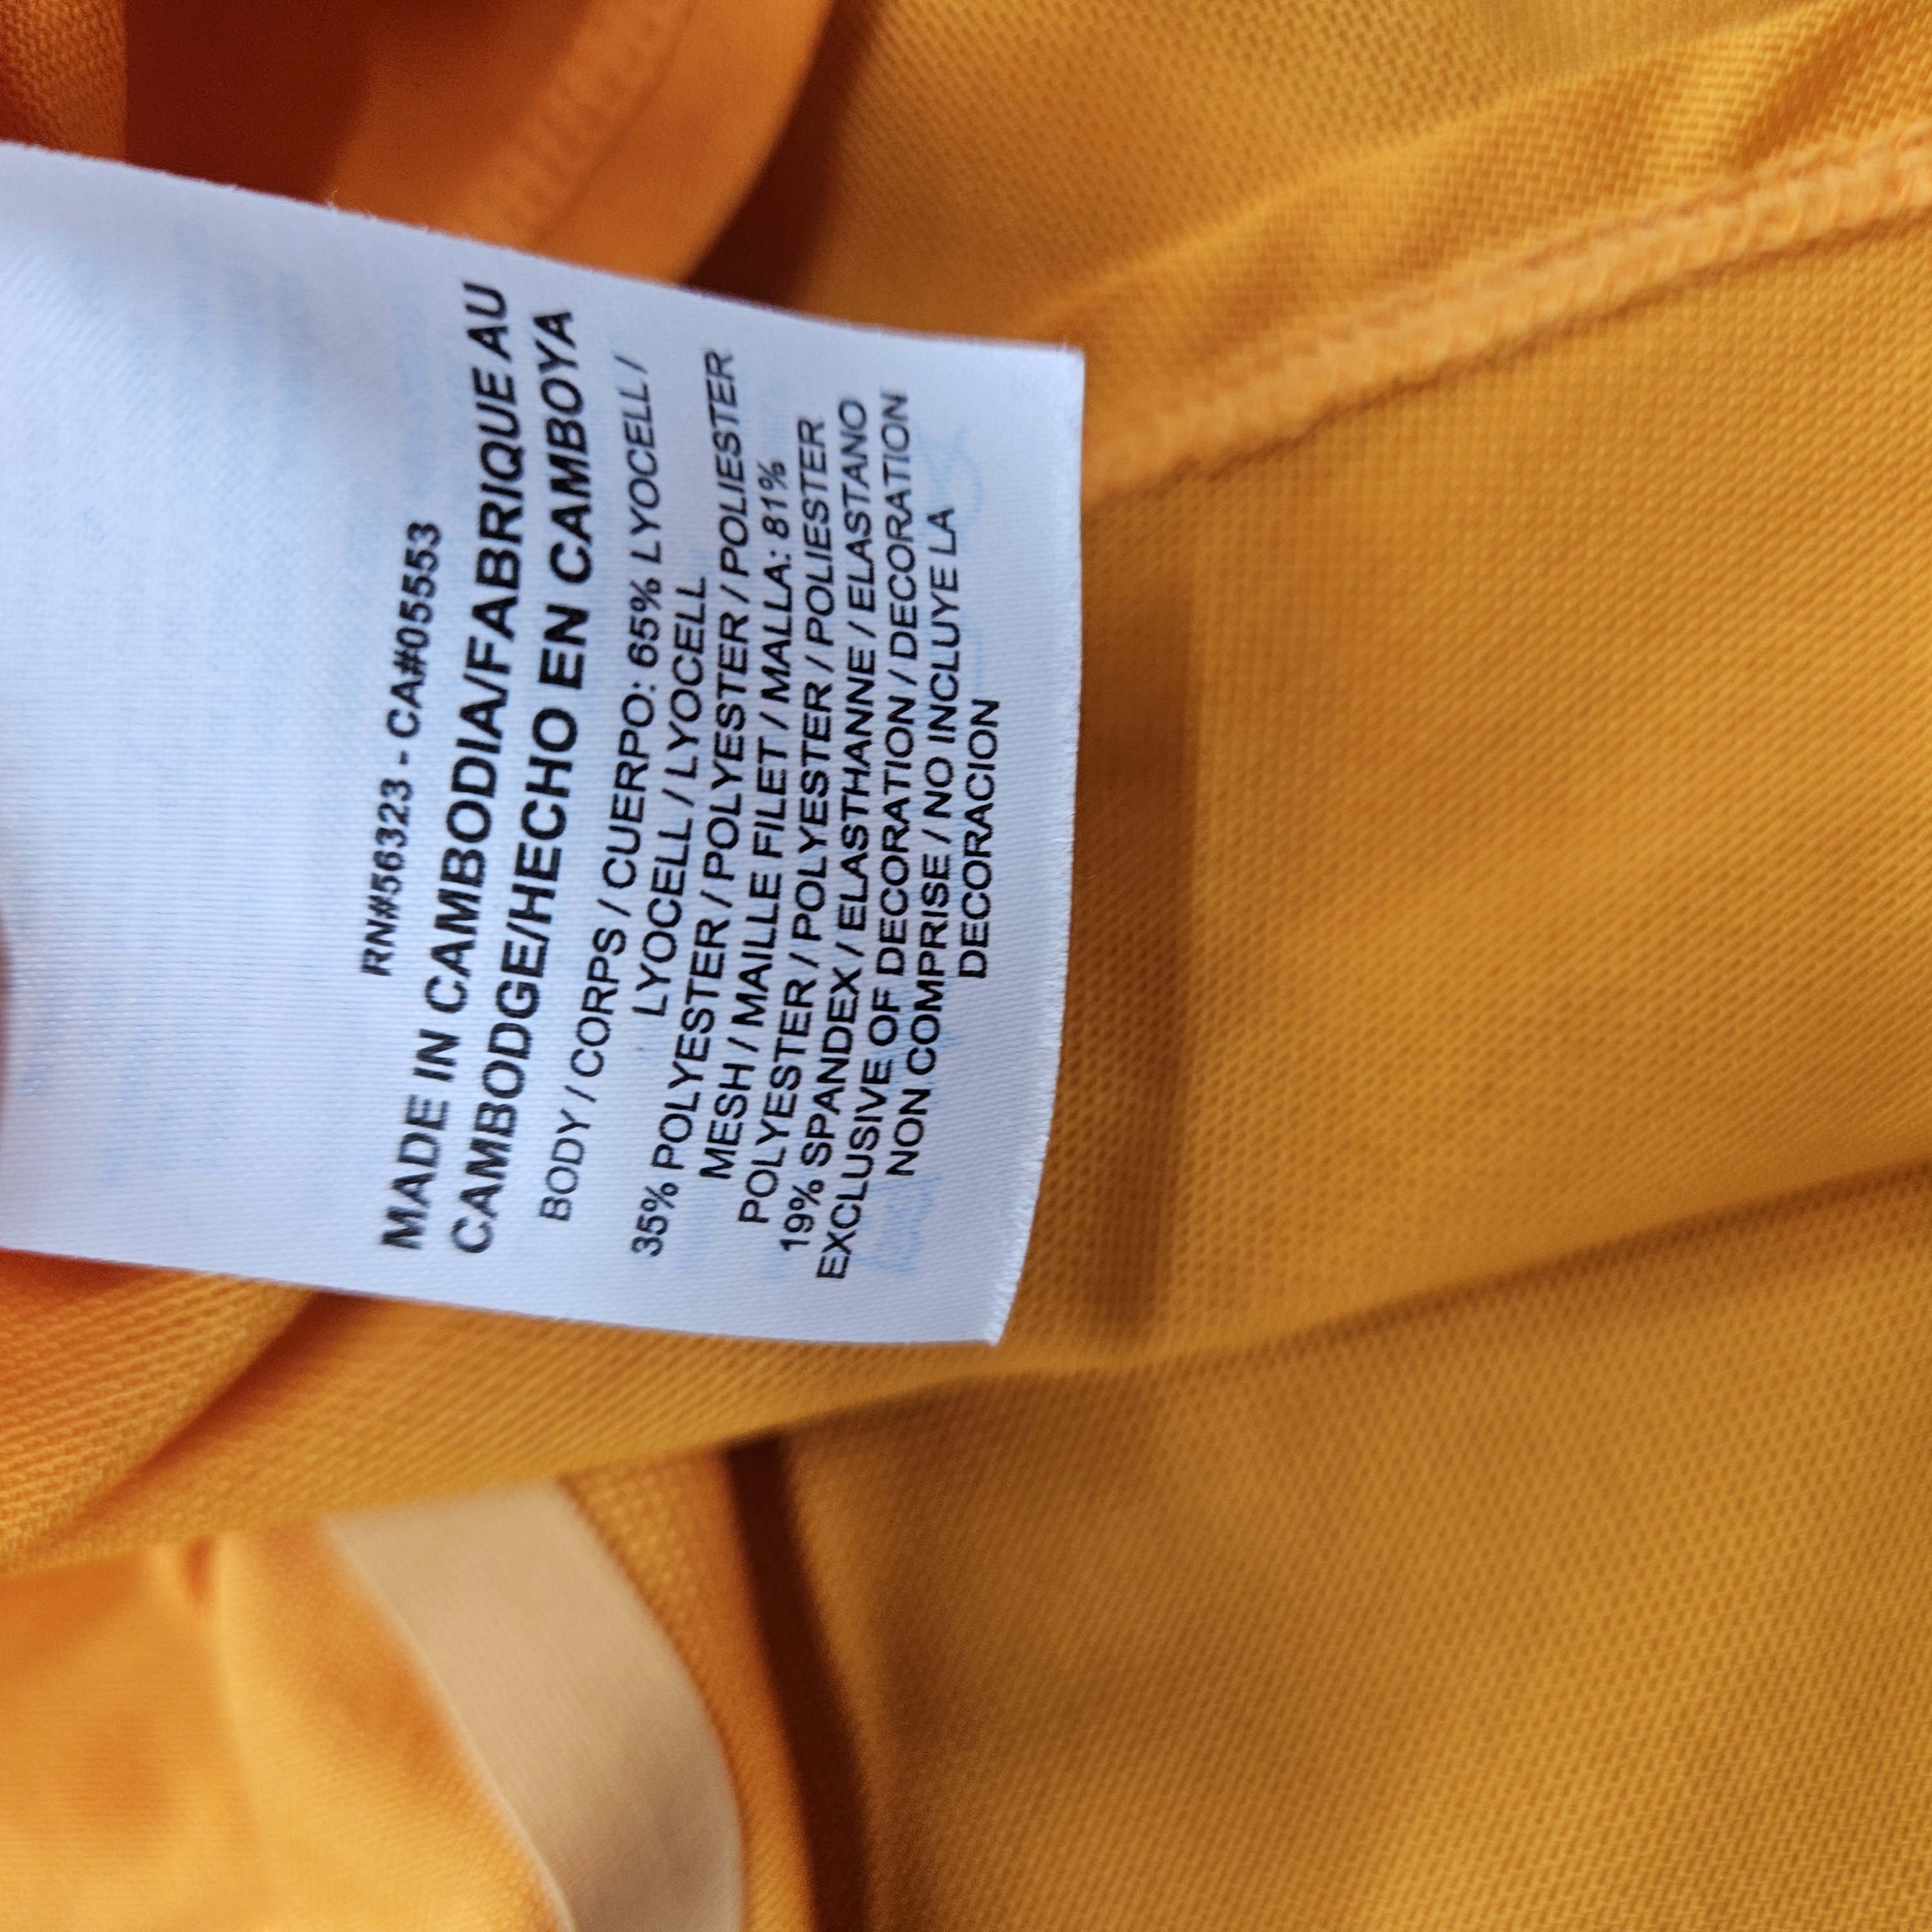 RN#56323 - CA#05553
MADE IN CAMBODIA/FABRIQUE AU
CAMBODGE/HECHO EN CAMBOYA
BODY / CORPS / CUERPO: 65% LYOCELL /
LYOCELL / LYOCELL
35% POLYESTER / POLYESTER / POLIESTER
MESH / MAILLE FILET / MALLA: 81%
POLYESTER / POLYESTER / POLIESTER
19% SPANDEX / ELASTHANNE / ELASTANO
EXCLUSIVE OF DECORATION / DECORATION
NON COMPRISE / NO INCLUYE LA
DECORACION